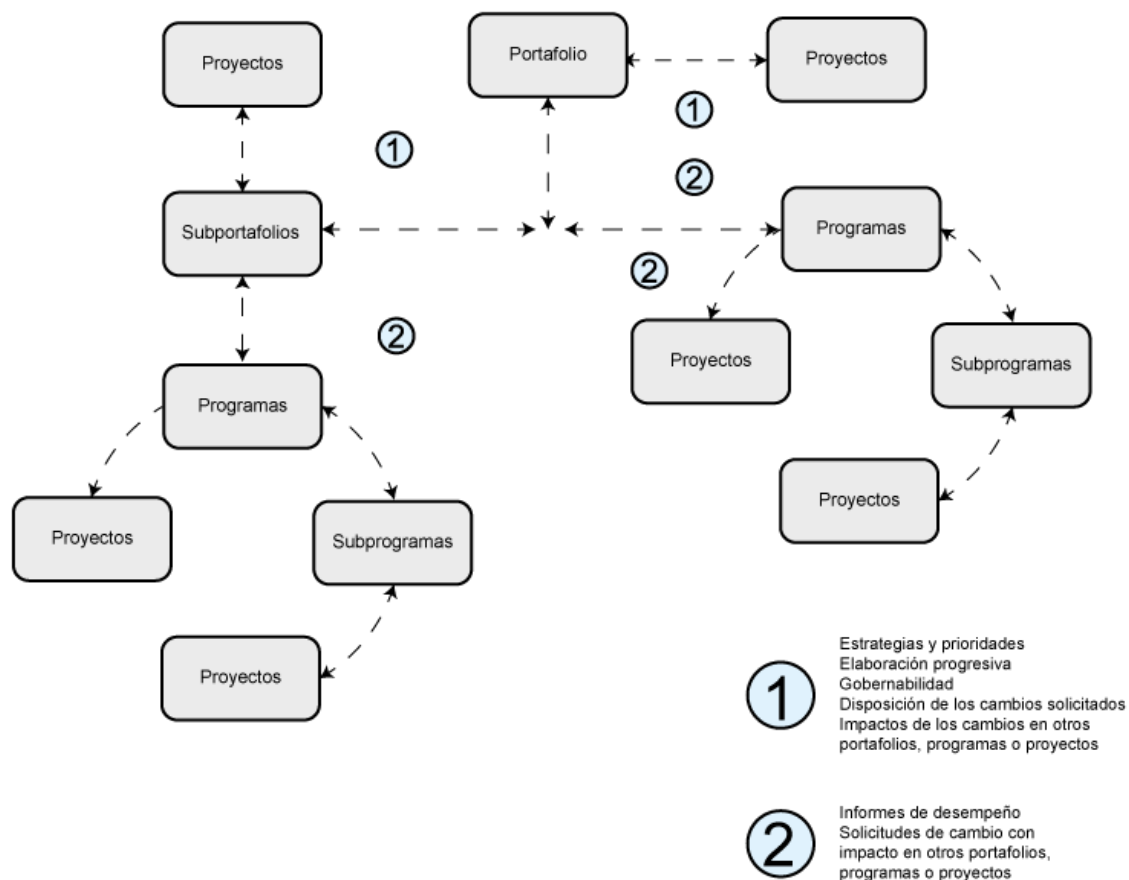 Proyectos
Portafolio
Proyectos
1
1
2
Subportafolios
Programas
2
2
Proyectos
Subprogramas
Programas
Proyectos
Proyectos
Subprogramas
Proyectos
1
Estrategias y prioridades
Elaboración progresiva
Gobernabilidad
Disposición de los cambios solicitados
Impactos de los cambios en otros
portafolios, programas o proyectos
2
Informes de desempeño
Solicitudes de cambio con
impacto en otros portafolios,
programas o proyectos